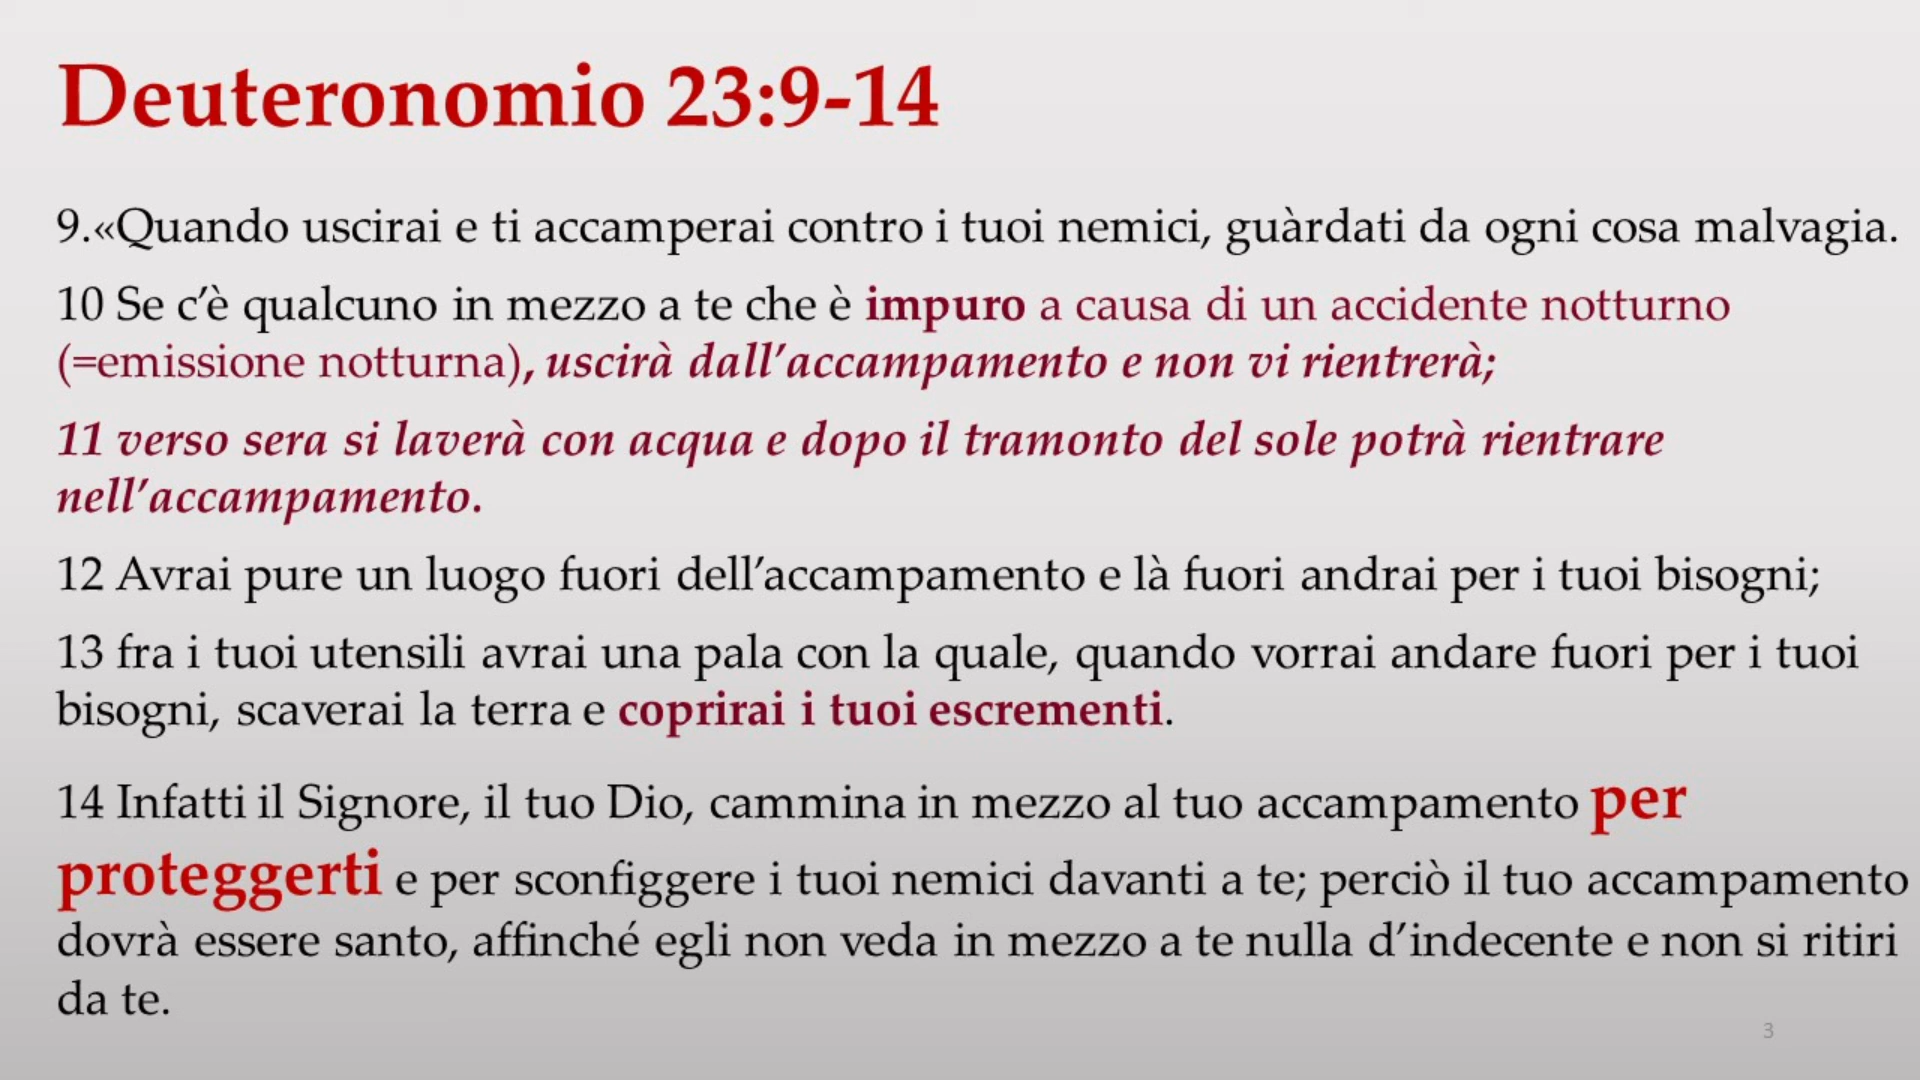 Deuteronomio 23:9-14
9.«Quando uscirai e ti accamperai contro i tuoi nemici, guàrdati da ogni cosa malvagia.
10 Se c’è qualcuno in mezzo a te che è impuro a causa di un accidente notturno
(=emissione notturna), uscirà dall’accampamento e non vi rientrerà;
11 verso sera si laverà con acqua e dopo il tramonto del sole potrà rientrare
nell’accampamento.
12 Avrai pure un luogo fuori dell’accampamento e là fuori andrai per i tuoi bisogni;
13 fra i tuoi utensili avrai una pala con la quale, quando vorrai andare fuori per i tuoi
bisogni, scaverai la terra e coprirai i tuoi escrementi.
14 Infatti il Signore, il tuo Dio, cammina in mezzo al tuo accampamento per
proteggerti e per sconfiggere i tuoi nemici davanti a te; perciò il tuo accampamento
dovrà essere santo, affinché egli non veda in mezzo a te nulla d’indecente e non si ritiri
da te.
3